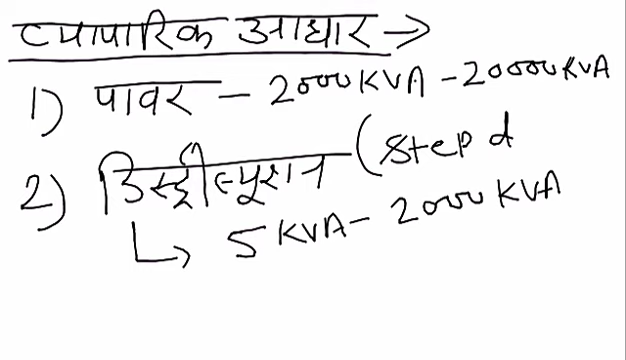 व्यापारिक आधार →
1) पावर – 2000 KVA – 20000 KVA
2) डिस्ट्रीब्यूशन (Step d
↳ 5 KVA – 2000 KVA